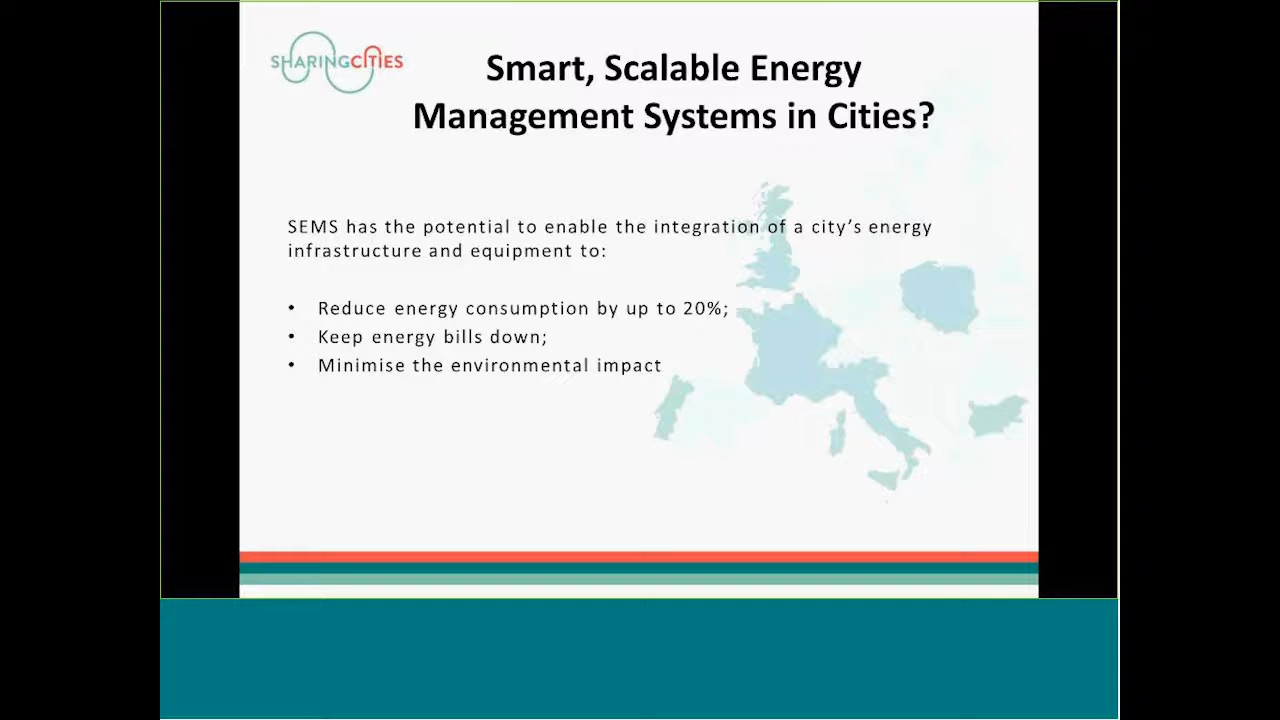 SHARINGCITIES
Smart, Scalable Energy
Management Systems in Cities?
SEMS has the potential to enable the integration of a city's energy
infrastructure and equipment to:
• Reduce energy consumption by up to 20%;
• Keep energy bills down;
• Minimise the environmental impact